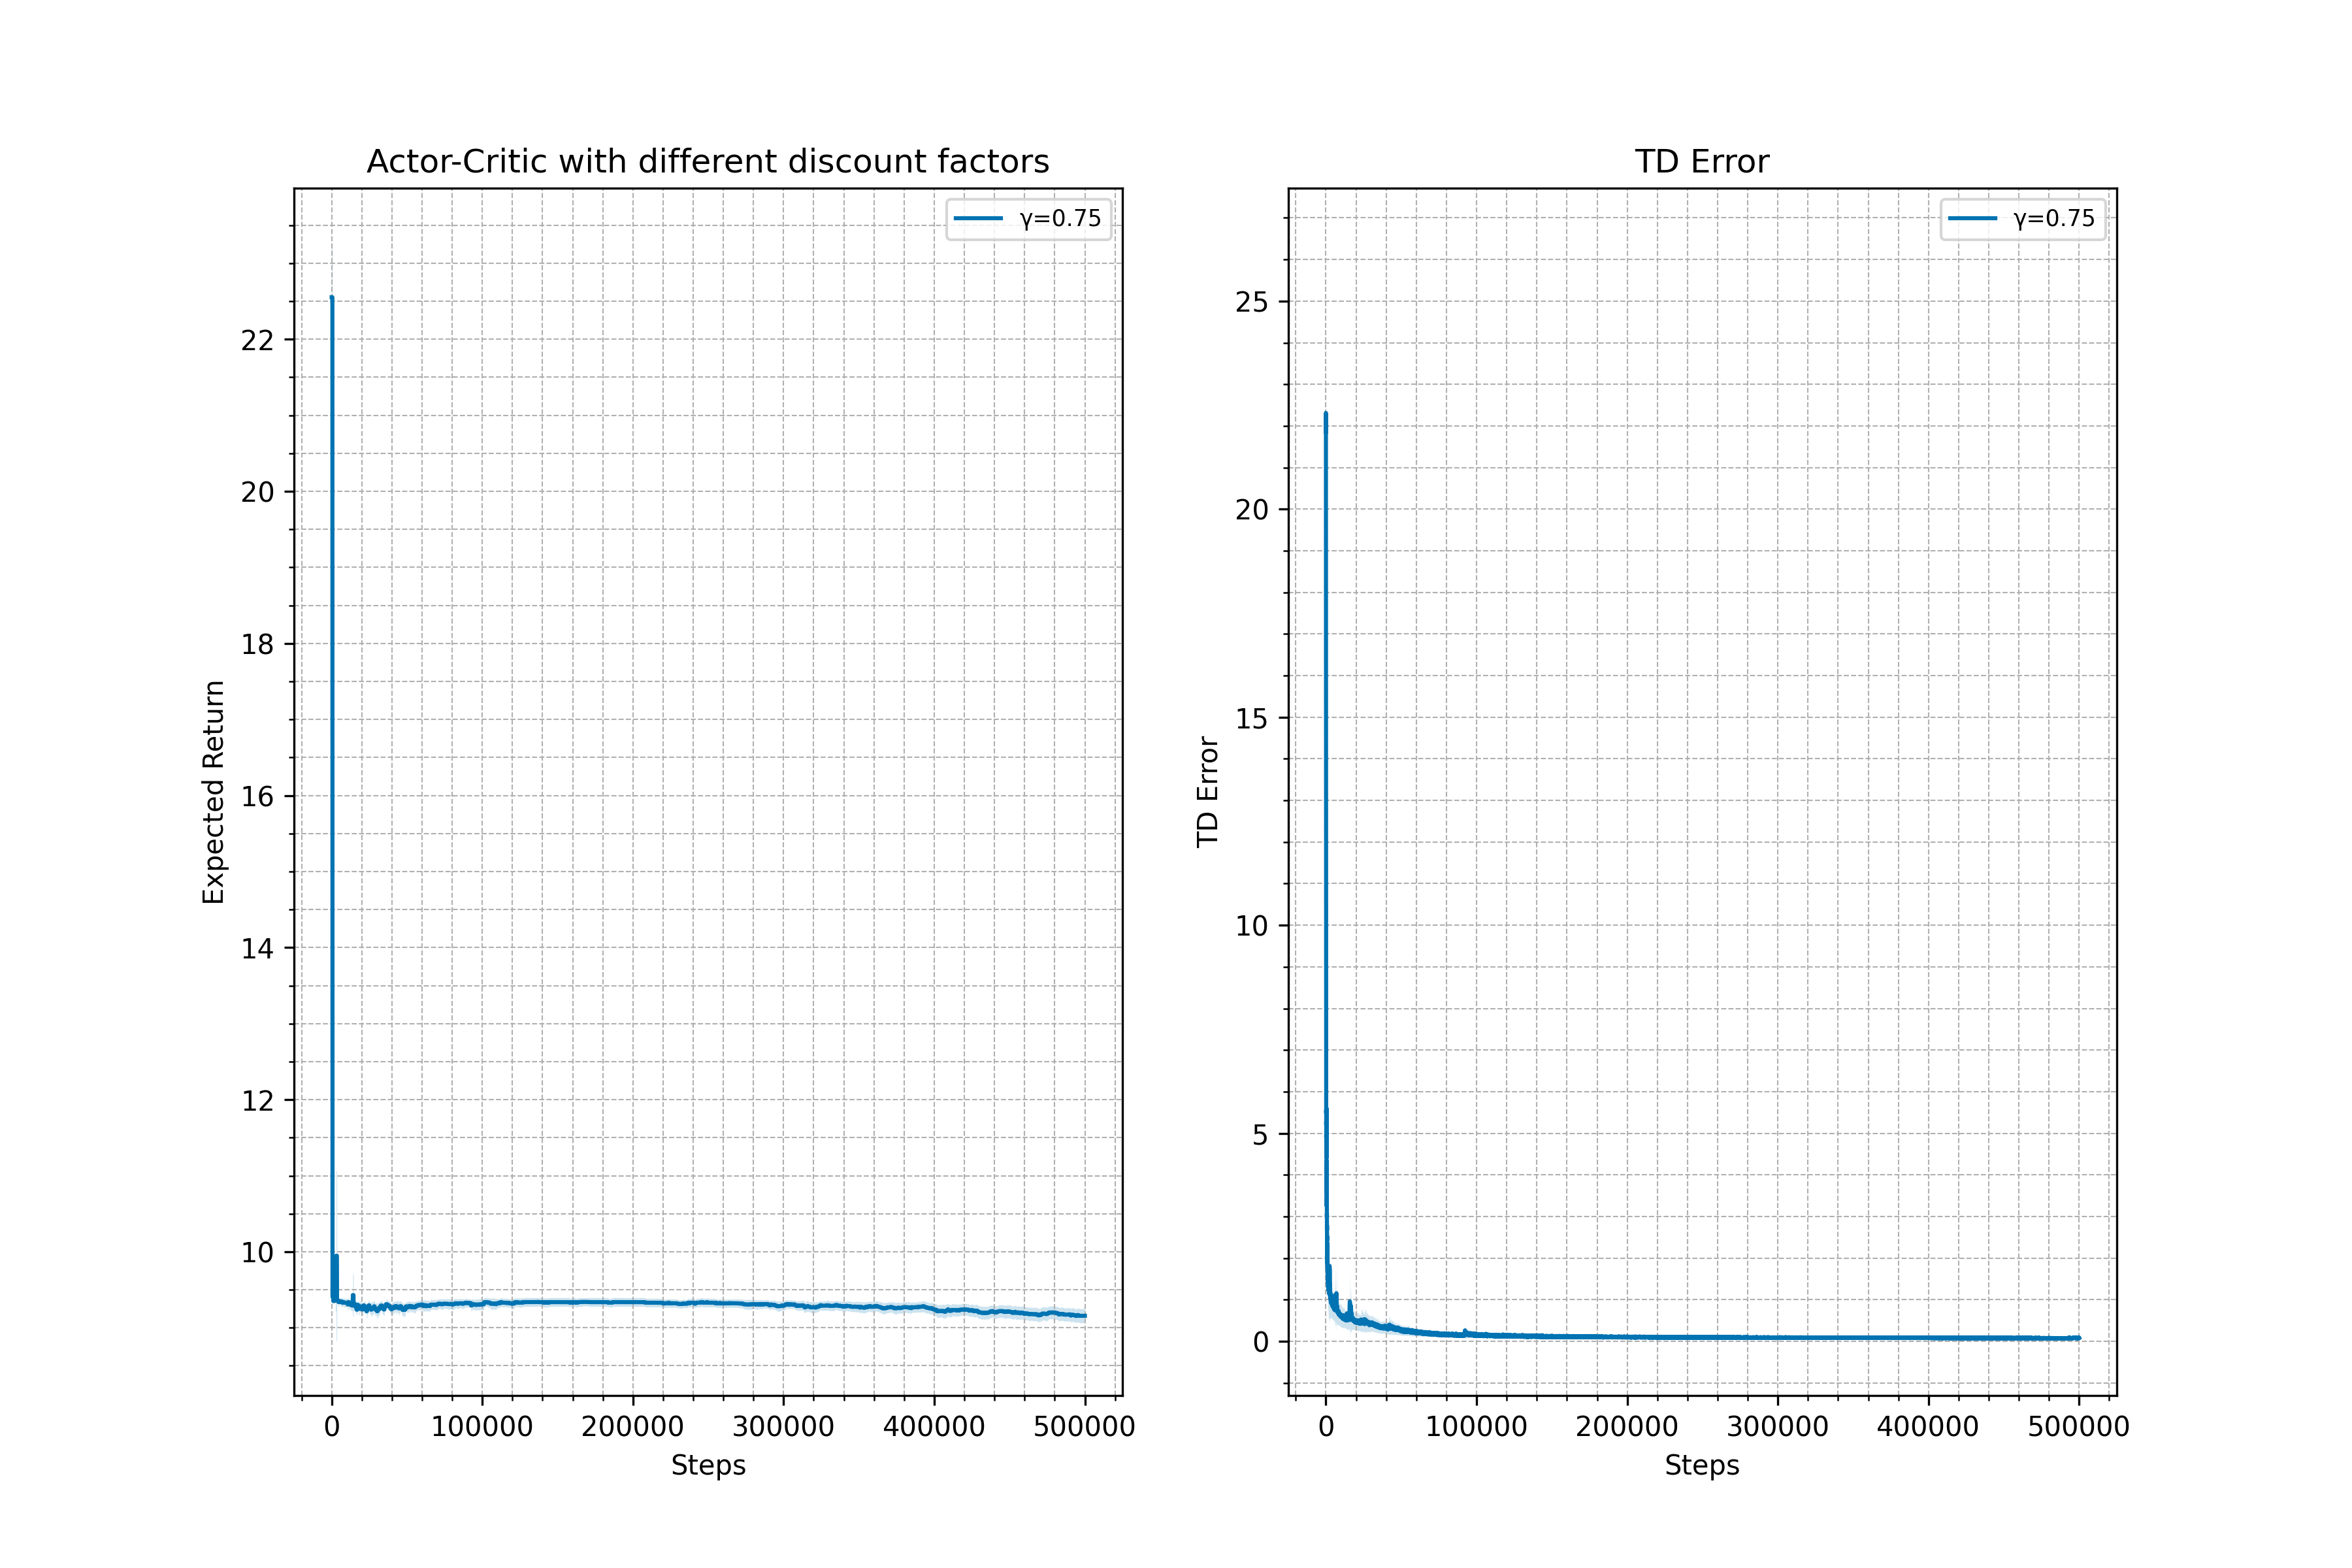 Actor-Critic with different discount factors
γ=0.75
22
20
18
16
14
12
10
Expected Return
0 100000 200000 300000 400000 500000
Steps
TD Error
γ=0.75
25
20
15
10
5
0
TD Error
0 100000 200000 300000 400000 500000
Steps